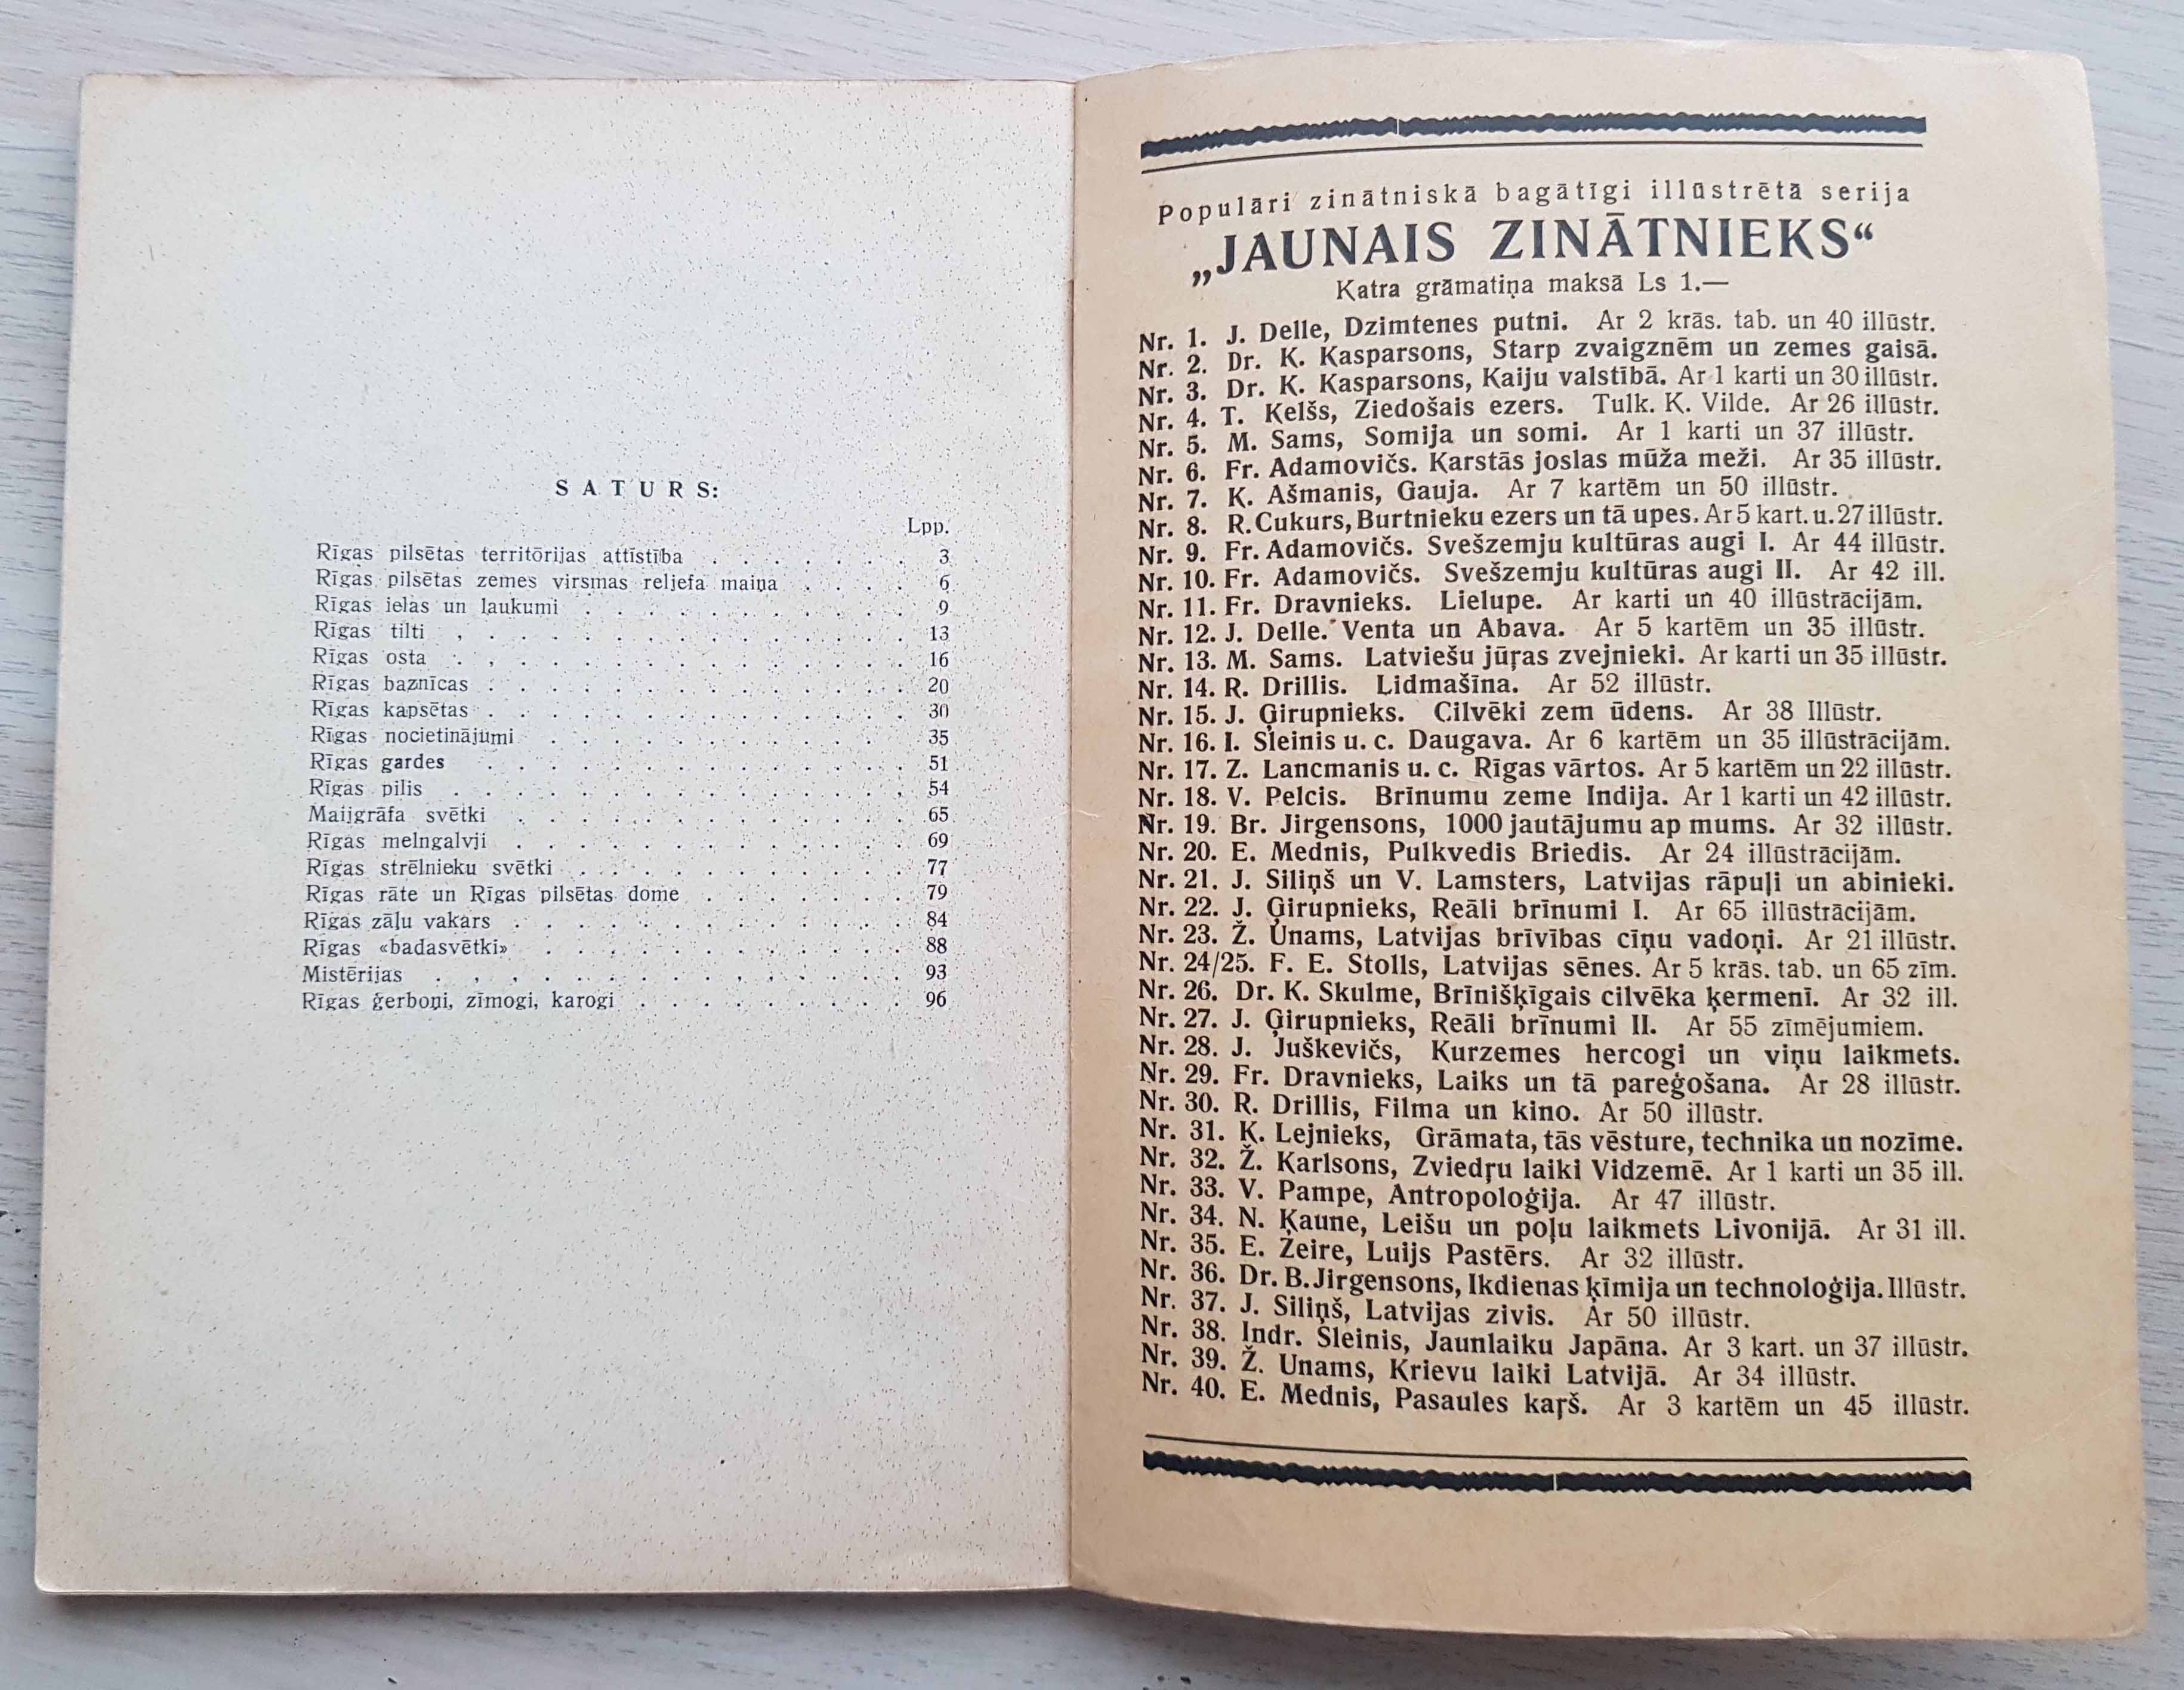 SATURS:
Lpp.
Rīgas pilsētas territōrijas attīstība . . . . . . . 3
Rīgas pilsētas zemes virsmas reljefa maiņa . . . . 6
Rīgas ielas un laukumi . . . . . . . . . . . 9
Rīgas tilti . . . . . . . . . . . . . . 13
Rīgas osta . . . . . . . . . . . . . . 16
Rīgas baznīcas . . . . . . . . . . . . . 20
Rīgas kapsētas . . . . . . . . . . . . . 30
Rīgas nocietinājumi . . . . . . . . . . . 35
Rīgas gardes . . . . . . . . . . . . . 51
Rīgas pilis . . . . . . . . . . . . . . 54
Maijgrāfa svētki . . . . . . . . . . . . 65
Rīgas melngalvji . . . . . . . . . . . . 69
Rīgas strēlnieku svētki . . . . . . . . . . 77
Rīgas rāte un Rīgas pilsētas dome . . . . . . . 79
Rīgas zāļu vakars . . . . . . . . . . . . 84
Rīgas «badasvētki» . . . . . . . . . . . 88
Mistērijas . . . . . . . . . . . . . . 93
Rīgas ģerboņi, zīmogi, karogi . . . . . . . . 96
Populāri zinātniskā bagātīgi illūstrētā serija
„JAUNAIS ZINĀTNIEKS“
Katra grāmatiņa maksā Ls 1.—
Nr. 1. J. Delle, Dzimtenes putni. Ar 2 krās. tab. un 40 illūstr.
Nr. 2. Dr. K. Kasparsons, Starp zvaigznēm un zemes gaisā.
Nr. 3. Dr. K. Kasparsons, Kaiju valstībā. Ar 1 karti un 30 illūstr.
Nr. 4. T. Kelšs, Ziedošais ezers. Tulk. K. Vilde. Ar 26 illūstr.
Nr. 5. M. Sams, Somija un somi. Ar 1 karti un 37 illūstr.
Nr. 6. Fr. Adamovičs. Karstās joslas mūža meži. Ar 35 illūstr.
Nr. 7. K. Ašmanis, Gauja. Ar 7 kartēm un 50 illūstr.
Nr. 8. R. Cukurs, Burtnieku ezers un tā upes. Ar 5 kart. u. 27 illūstr.
Nr. 9. Fr. Adamovičs. Svešzemju kultūras augi I. Ar 44 illūstr.
Nr. 10. Fr. Adamovičs. Svešzemju kultūras augi II. Ar 42 ill.
Nr. 11. Fr. Dravnieks. Lielupe. Ar karti un 40 illūstrācijām.
Nr. 12. J. Delle. Venta un Abava. Ar 5 kartēm un 35 illūstr.
Nr. 13. M. Sams. Latviešu jūŗas zvejnieki. Ar karti un 35 illūstr.
Nr. 14. R. Drillis. Lidmašīna. Ar 52 illūstr.
Nr. 15. J. Ģirupnieks. Cilvēki zem ūdens. Ar 38 Illūstr.
Nr. 16. I. Sleinis u. c. Daugava. Ar 6 kartēm un 35 illūstrācijām.
Nr. 17. Z. Lancmanis u. c. Rīgas vārtos. Ar 5 kartēm un 22 illūstr.
Nr. 18. V. Pelcis. Brīnumu zeme Indija. Ar 1 karti un 42 illūstr.
Nr. 19. Br. Jirgensons, 1000 jautājumu ap mums. Ar 32 illūstr.
Nr. 20. E. Mednis, Pulkvedis Briedis. Ar 24 illūstrācijām.
Nr. 21. J. Siliņš un V. Lamsters, Latvijas rāpuļi un abinieki.
Nr. 22. J. Ģirupnieks, Reāli brīnumi I. Ar 65 illūstrācijām.
Nr. 23. Ž. Unams, Latvijas brīvības cīņu vadoņi. Ar 21 illūstr.
Nr. 24/25. F. E. Stolls, Latvijas sēnes. Ar 5 krās. tab. un 65 zīm.
Nr. 26. Dr. K. Skulme, Brīnišķīgais cilvēka ķermenī. Ar 32 ill.
Nr. 27. J. Ģirupnieks, Reāli brīnumi II. Ar 55 zīmējumiem.
Nr. 28. J. Juškevičs, Kurzemes hercogi un viņu laikmets.
Nr. 29. Fr. Dravnieks, Laiks un tā pareģošana. Ar 28 illūstr.
Nr. 30. R. Drillis, Filma un kino. Ar 50 illūstr.
Nr. 31. K. Lejnieks, Grāmata, tās vēsture, technika un nozīme.
Nr. 32. Ž. Karlsons, Zviedŗu laiki Vidzemē. Ar 1 karti un 35 ill.
Nr. 33. V. Pampe, Antropoloģija. Ar 47 illūstr.
Nr. 34. N. Ķaune, Leišu un poļu laikmets Livonijā. Ar 31 ill.
Nr. 35. E. Zeire, Luijs Pastērs. Ar 32 illūstr.
Nr. 36. Dr. B. Jirgensons, Ikdienas ķīmija un technoloģija. Illūstr.
Nr. 37. J. Siliņš, Latvijas zivis. Ar 50 illūstr.
Nr. 38. Indr. Sleinis, Jaunlaiku Japāna. Ar 3 kart. un 37 illūstr.
Nr. 39. Ž. Unams, Krievu laiki Latvijā. Ar 34 illūstr.
Nr. 40. E. Mednis, Pasaules kaŗš. Ar 3 kartēm un 45 illūstr.